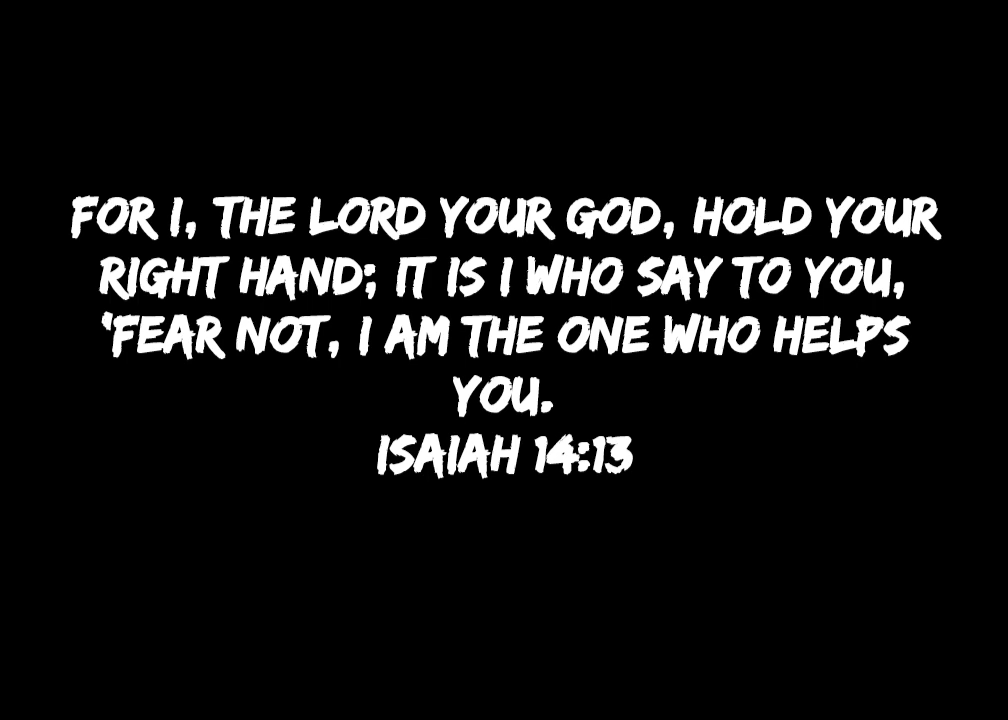 FOR I, THE LORD YOUR GOD, HOLD YOUR
RIGHT HAND; IT IS I WHO SAY TO YOU,
"FEAR NOT, I AM THE ONE WHO HELPS
YOU.
ISAIAH 14:13